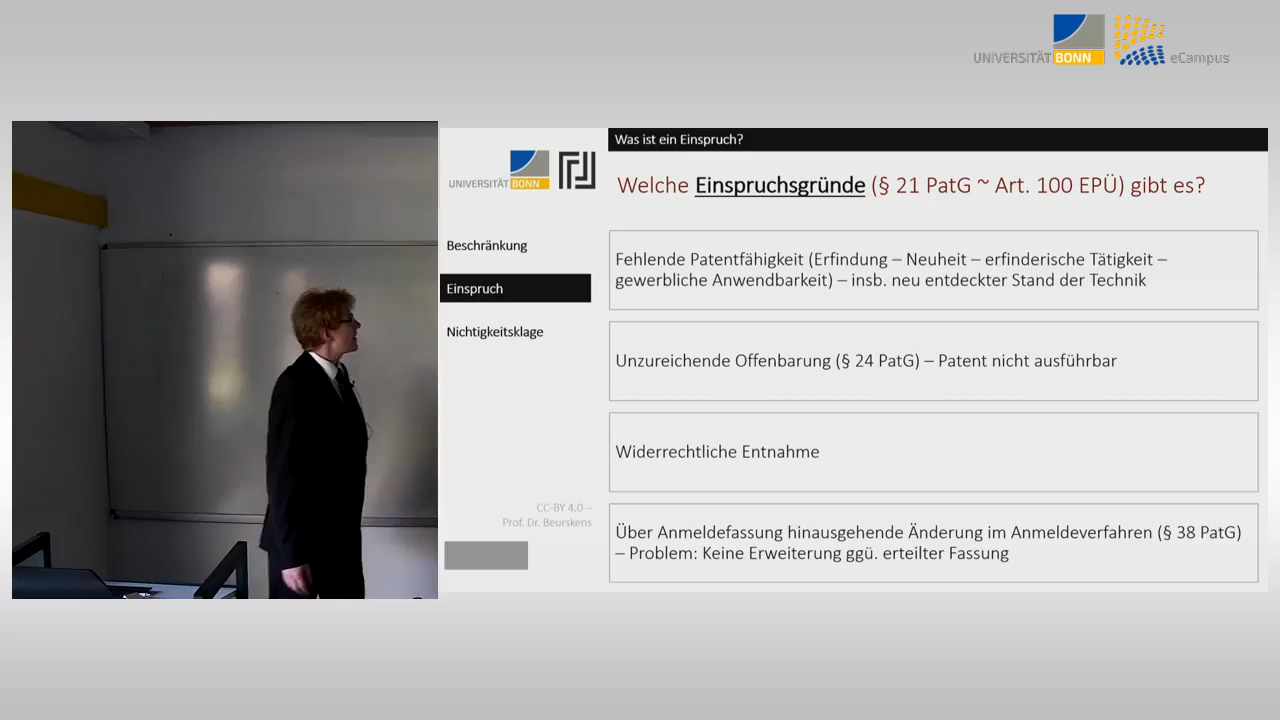 UNIVERSITÄT BONN eCampus
Was ist ein Einspruch?
UNIVERSITÄT BONN
Welche Einspruchsgründe (§ 21 PatG ~ Art. 100 EPÜ) gibt es?
Beschränkung
Einspruch
Nichtigkeitsklage
Fehlende Patentfähigkeit (Erfindung – Neuheit – erfinderische Tätigkeit –
gewerbliche Anwendbarkeit) – insb. neu entdeckter Stand der Technik
Unzureichende Offenbarung (§ 24 PatG) – Patent nicht ausführbar
Widerrechtliche Entnahme
Über Anmeldefassung hinausgehende Änderung im Anmeldeverfahren (§ 38 PatG)
– Problem: Keine Erweiterung ggü. erteilter Fassung
CC-BY 4.0 –
Prof. Dr. Beurskens